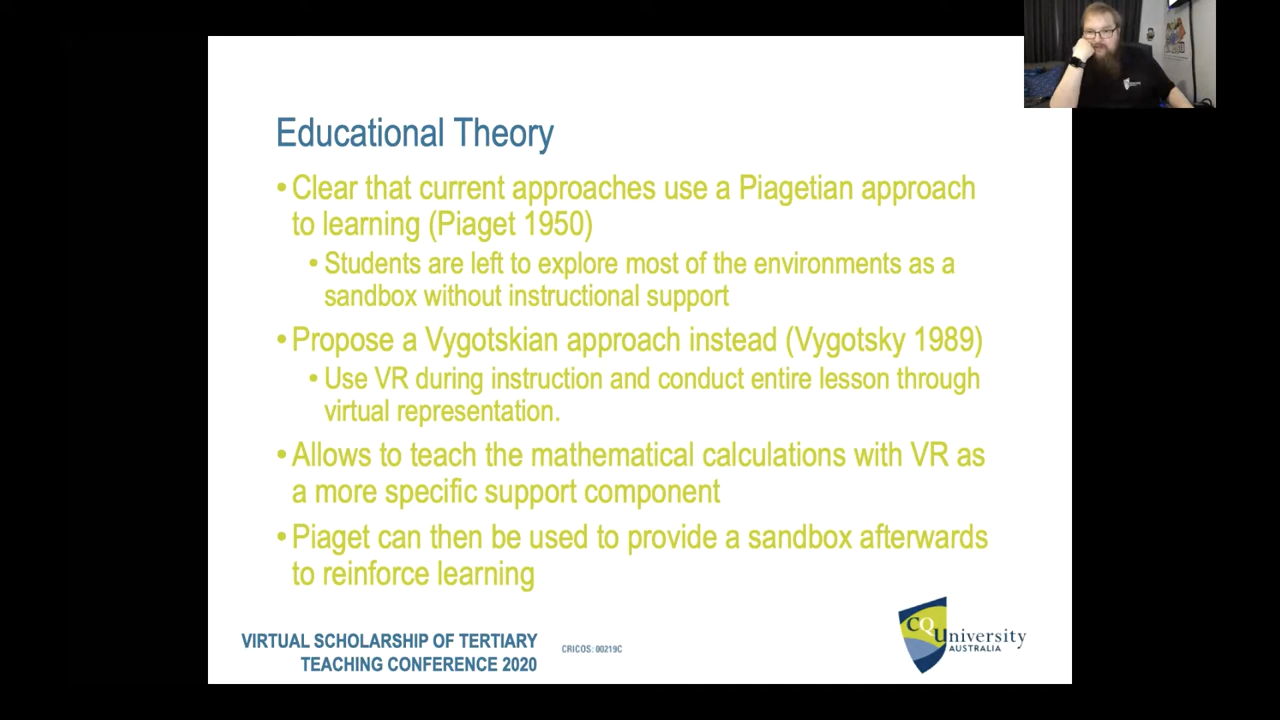 Educational Theory
• Clear that current approaches use a Piagetian approach
to learning (Piaget 1950)
• Students are left to explore most of the environments as a
sandbox without instructional support
• Propose a Vygotskian approach instead (Vygotsky 1989)
• Use VR during instruction and conduct entire lesson through
virtual representation.
• Allows to teach the mathematical calculations with VR as
a more specific support component
• Piaget can then be used to provide a sandbox afterwards
to reinforce learning
VIRTUAL SCHOLARSHIP OF TERTIARY
TEACHING CONFERENCE 2020
CRICOS: 00219C
CQUniversity
AUSTRALIA